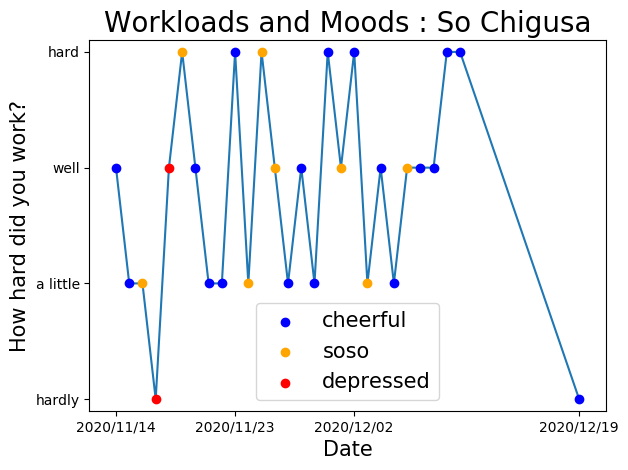 Workloads and Moods : So Chigusa
How hard did you work?
hard
well
a little
hardly
cheerful
soso
depressed
2020/11/14 2020/11/23 2020/12/02 2020/12/19
Date